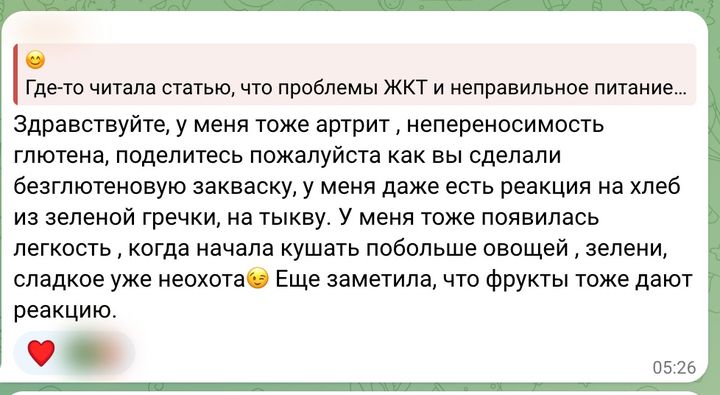 😊
Где-то читала статью, что проблемы ЖКТ и неправильное питание...
Здравствуйте, у меня тоже артрит , непереносимость
глютена, поделитесь пожалуйста как вы сделали
безглютеновую закваску, у меня даже есть реакция на хлеб
из зеленой гречки, на тыкву. У меня тоже появилась
легкость , когда начала кушать побольше овощей , зелени,
сладкое уже неохота😉 Еще заметила, что фрукты тоже дают
реакцию.
❤️
05:26